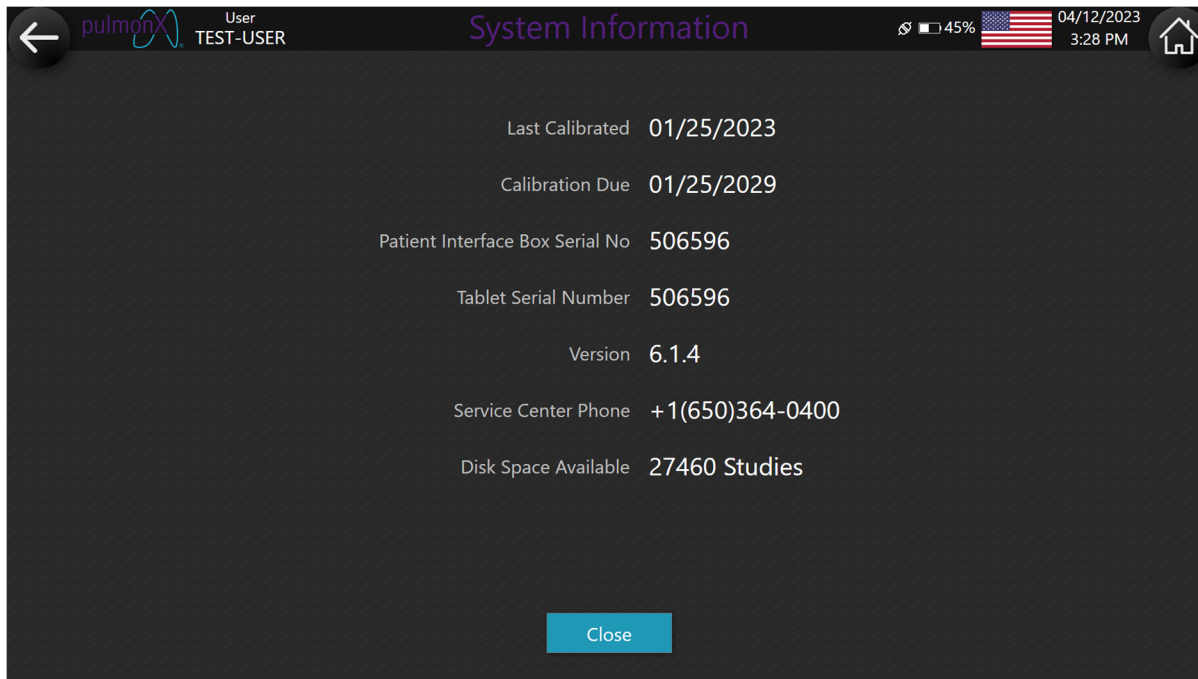 pulmonX
User
TEST-USER
System Information
45%
04/12/2023
3:28 PM
Last Calibrated 01/25/2023
Calibration Due 01/25/2029
Patient Interface Box Serial No 506596
Tablet Serial Number 506596
Version 6.1.4
Service Center Phone +1(650)364-0400
Disk Space Available 27460 Studies
Close